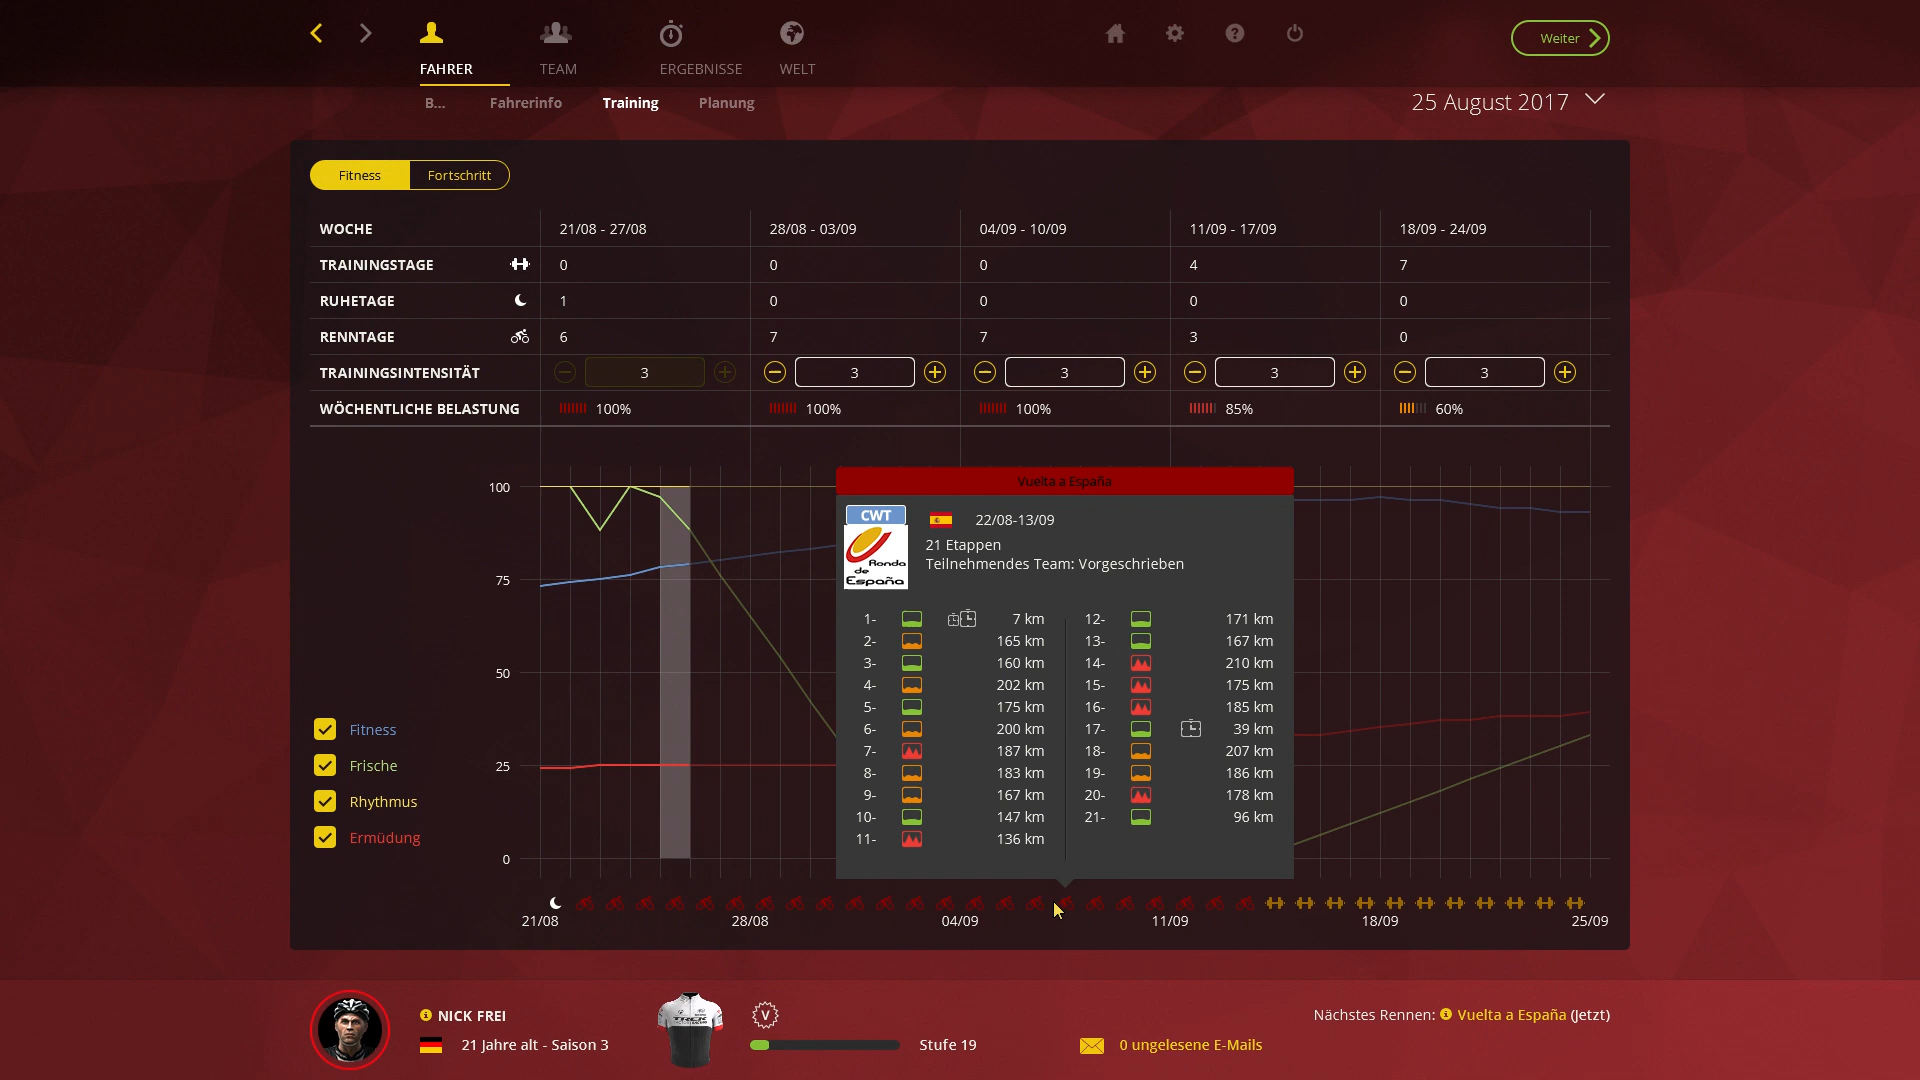 Weiter
FAHRER TEAM ERGEBNISSE WELT
B... Fahrerinfo Training Planung
25 August 2017
Fitness Fortschritt
WOCHE 21/08 - 27/08 28/08 - 03/09 04/09 - 10/09 11/09 - 17/09 18/09 - 24/09
TRAININGSTAGE 0 0 0 4 7
RUHETAGE 1 0 0 0 0
RENNTAGE 6 7 7 3 0
TRAININGSINTENSITÄT 3 3 3 3 3
WÖCHENTLICHE BELASTUNG 100% 100% 100% 85% 60%
100
75
50
25
0
Fitness
Frische
Rhythmus
Ermüdung
Vuelta a España
CWT
Ronda
de
España
22/08-13/09
21 Etappen
Teilnehmendes Team: Vorgeschrieben
1- 7 km 12- 171 km
2- 165 km 13- 167 km
3- 160 km 14- 210 km
4- 202 km 15- 175 km
5- 175 km 16- 185 km
6- 200 km 17- 39 km
7- 187 km 18- 207 km
8- 183 km 19- 186 km
9- 167 km 20- 178 km
10- 147 km 21- 96 km
11- 136 km
21/08 28/08 04/09 11/09 18/09 25/09
NICK FREI
21 Jahre alt - Saison 3
TREK
V
Stufe 19
Nächstes Rennen: Vuelta a España (Jetzt)
0 ungelesene E-Mails